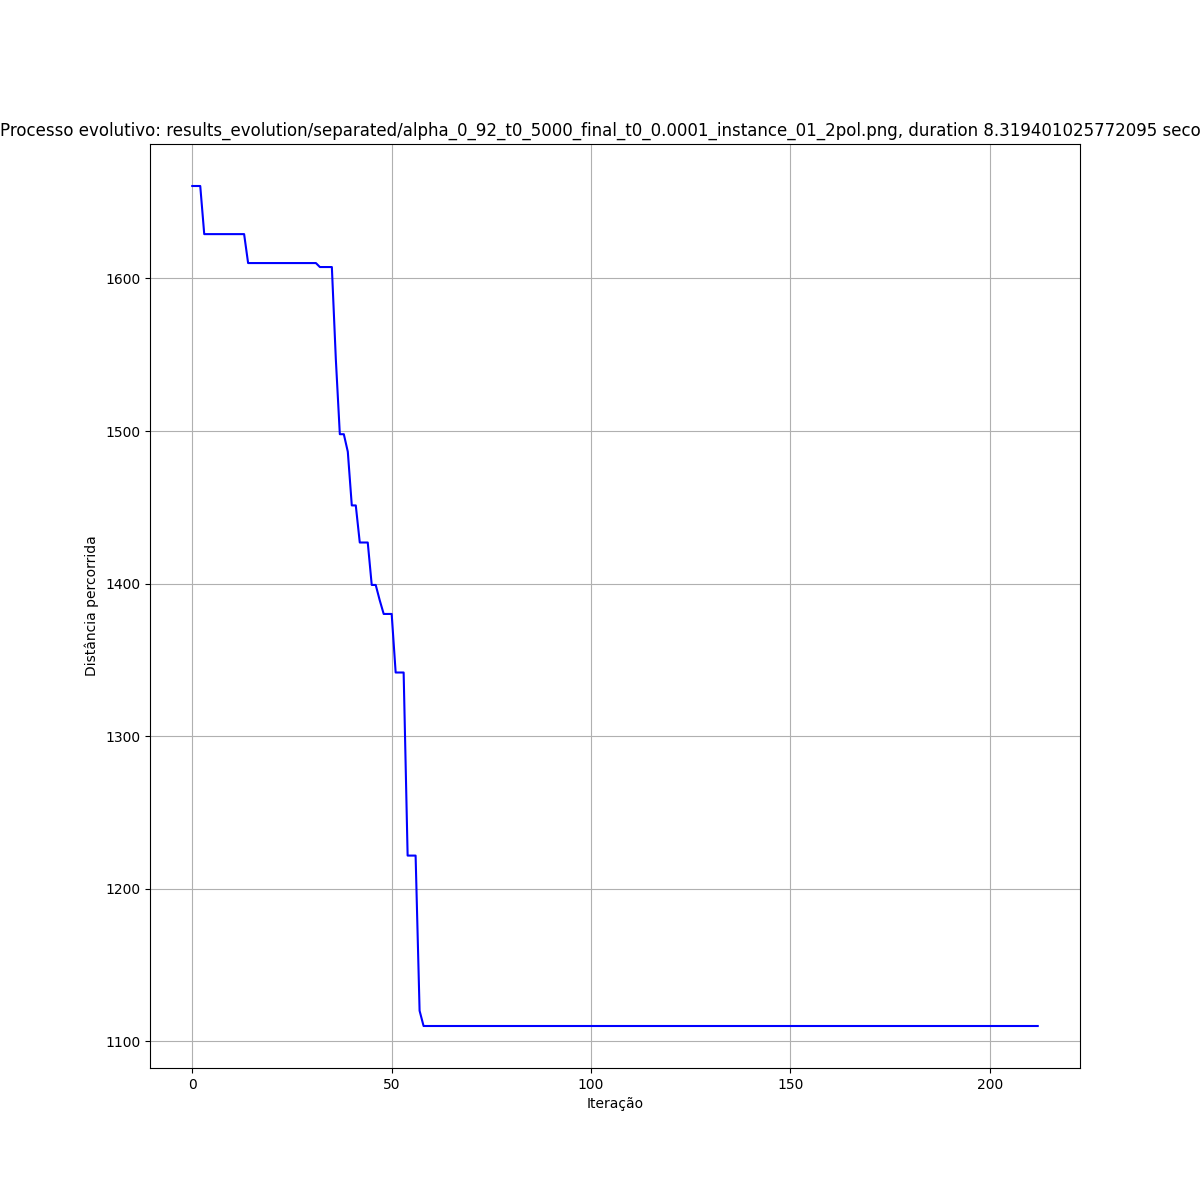 Processo evolutivo: results_evolution/separated/alpha_0_92_t0_5000_final_t0_0.0001_instance_01_2pol.png, duration 8.319401025772095 seco
1600
1500
1400
1300
1200
1100
Distância percorrida
0 50 100 150 200
Iteração